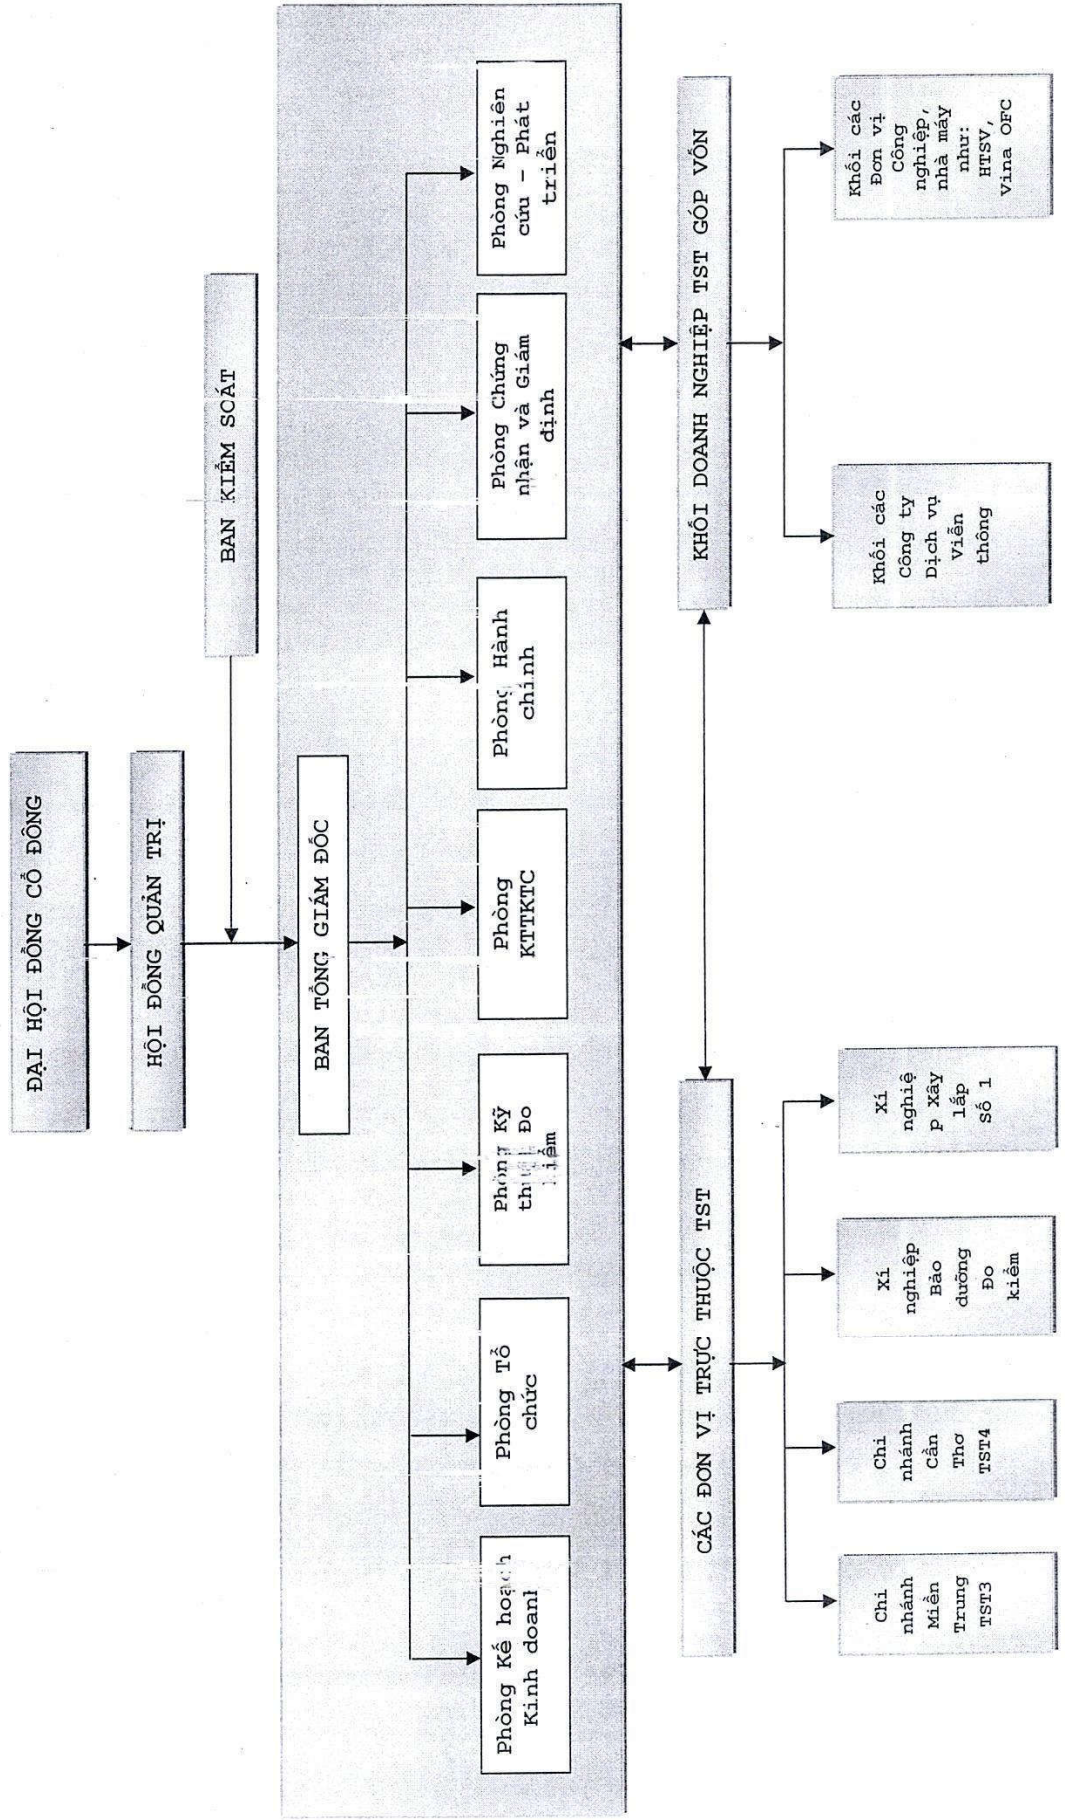 ĐẠI HỘI ĐỒNG CỔ ĐÔNG
HỘI ĐỒNG QUẢN TRỊ
BAN KIỂM SOÁT
BAN TỔNG GIÁM ĐỐC
Phòng Kế hoạch
Kinh doanh
Phòng Tổ
chức
Phòng Kỹ
thuật Đo
kiểm
Phòng
KTTKTC
Phòng Hành
chính
Phòng Chứng
nhận và Giám
định
Phòng Nghiên
cứu – Phát
triển
CÁC ĐƠN VỊ TRỰC THUỘC TST
KHỐI DOANH NGHIỆP TST GÓP VỐN
Chi
nhánh
Miền
Trung
TST3
Chi
nhánh
Cần
Thơ
TST4
Xí
nghiệp
Bảo
dưỡng
Đo
kiểm
Xí
nghiệ
p Xây
lắp
số 1
Khối các
Công ty
Dịch vụ
Viễn
thông
Khối các
Đơn vị
Công
nghiệp,
nhà máy
như:
HTSV,
Vina OFC